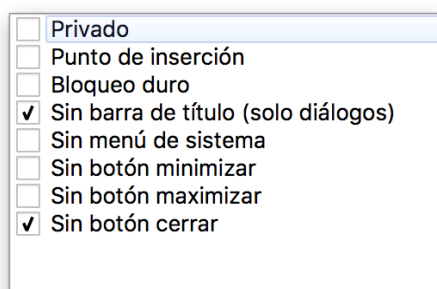 Privado
Punto de inserción
Bloqueo duro
Sin barra de título (solo diálogos)
Sin menú de sistema
Sin botón minimizar
Sin botón maximizar
Sin botón cerrar